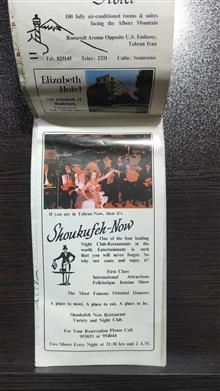 Hotel
100 fully air-conditioned rooms & suites
facing the Alborz Mountain
Roosevelt Avenue Opposite U.S. Embassy,
Tehran Iran
Tel: 825145 Telex: 2331 Cable: Semiramis
Elizabeth
Hotel
Boulevard,
If you are in Tehran Now, then it's
Shoukufeh-Now
One of the four leading
Night Club-Restaurants in the
world. Entertainment is such
that you will never forget. So
why not come and enjoy it?
First Class
International Attractions
Folklorique Iranian Show
The Most Famous Oriental Dancers
A place to meet, A place to eat, A place to be.
Shoukufeh Now Restaurant
Variety and Night Club.
For Your Reservation Please Call
953033 or 954044
Two Shows Every Night at 21:30 hrs and 2 A.M.